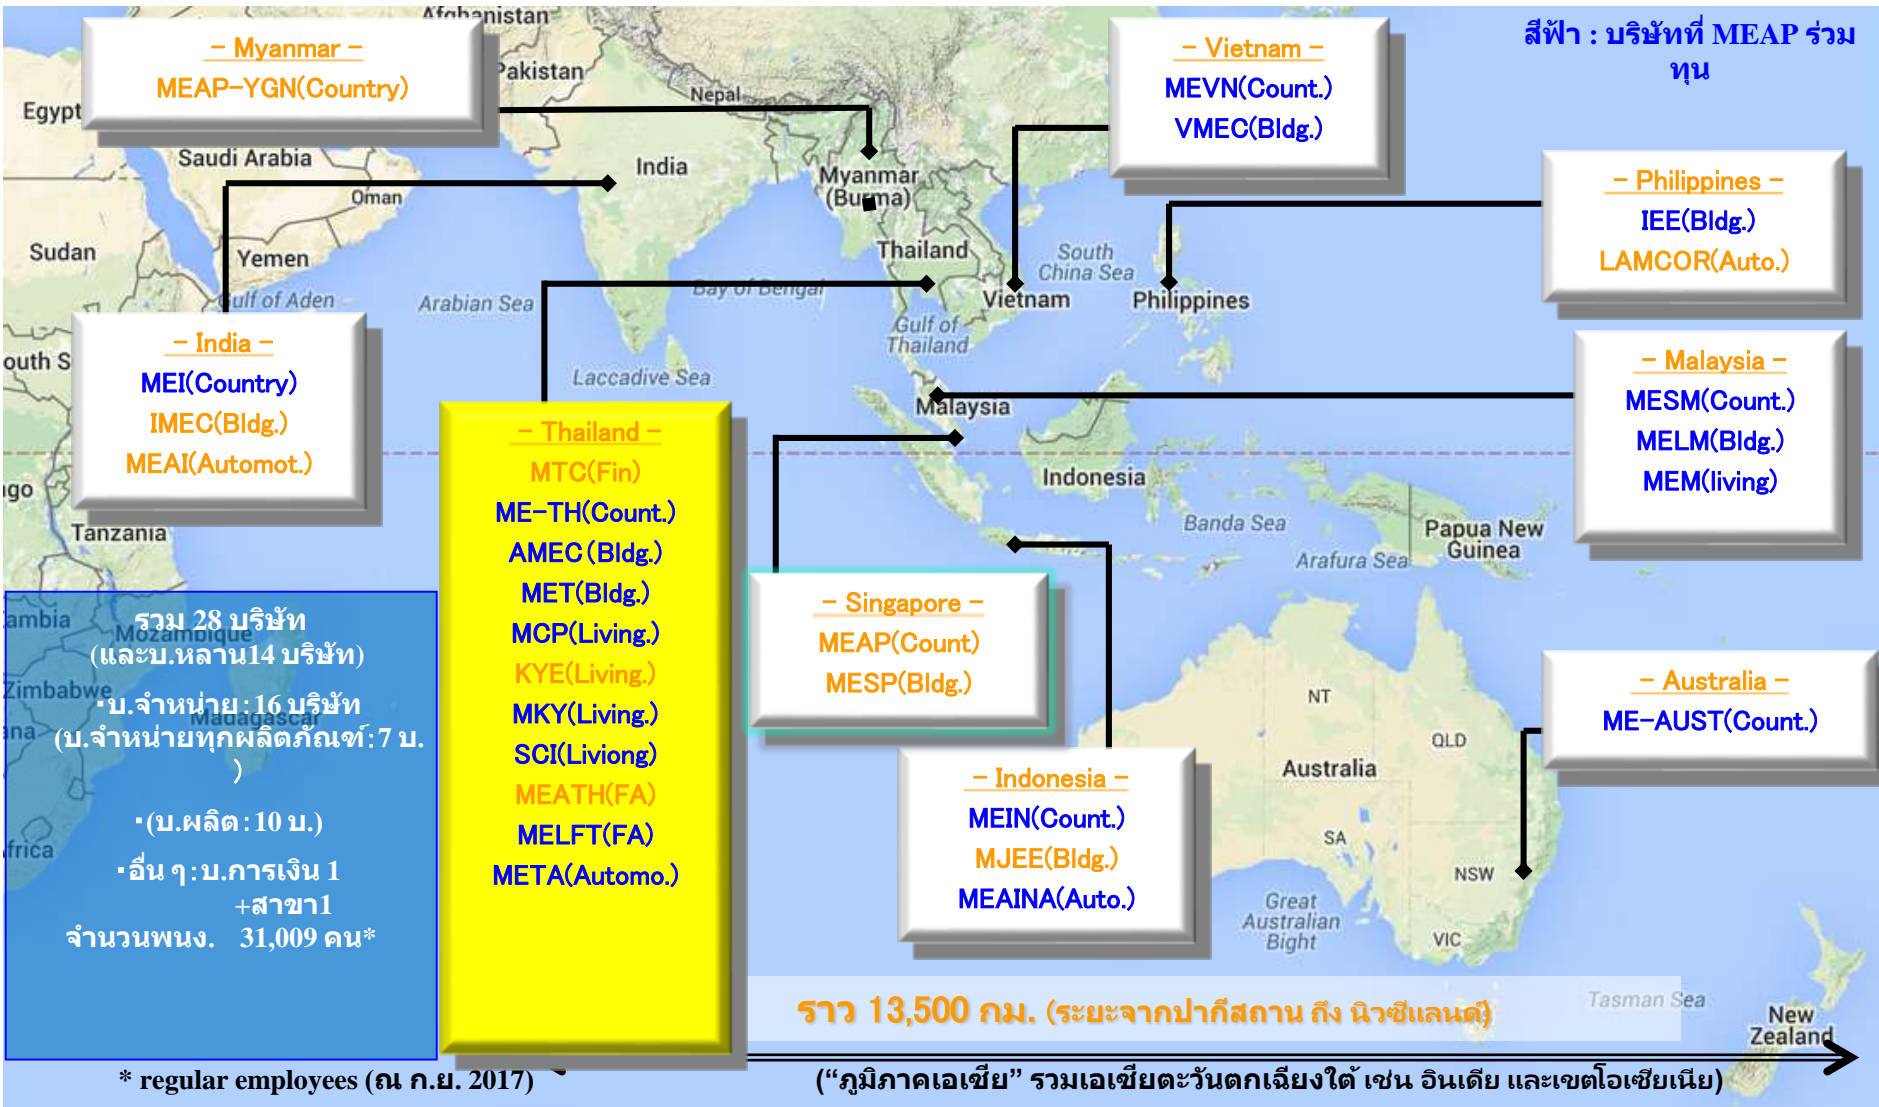 สีฟ้า : บริษัทที่ MEAP ร่วม
ทุน
- Myanmar -
MEAP-YGN(Country)
- Vietnam -
MEVN(Count.)
VMEC(Bldg.)
- Philippines -
IEE(Bldg.)
LAMCOR(Auto.)
- India -
MEI(Country)
IMEC(Bldg.)
MEAI(Automot.)
- Malaysia -
MESM(Count.)
MELM(Bldg.)
MEM(living)
- Thailand -
MTC(Fin)
ME-TH(Count.)
AMEC(Bldg.)
MET(Bldg.)
MCP(Living.)
KYE(Living.)
MKY(Living.)
SCI(Liviong)
MEATH(FA)
MELFT(FA)
META(Automo.)
- Singapore -
MEAP(Count)
MESP(Bldg.)
- Indonesia -
MEIN(Count.)
MJEE(Bldg.)
MEAINA(Auto.)
- Australia -
ME-AUST(Count.)
รวม 28 บริษัท
(และบ.หลาน14 บริษัท)
・บ.จำหน่าย:16 บริษัท
(บ.จำหน่ายทุกผลิตภัณฑ์:7 บ.
)
・(บ.ผลิต:10 บ.)
・อื่น ๆ:บ.การเงิน 1
+สาขา1
จำนวนพนง. 31,009 คน*
ราว 13,500 กม. (ระยะจากปากีสถาน ถึง นิวซีแลนด์)
* regular employees (ณ ก.ย. 2017)
(“ภูมิภาคเอเซีย” รวมเอเซียตะวันตกเฉียงใต้ เช่น อินเดีย และเขตโอเซียเนีย)
Afghanistan
Pakistan
Nepal
Egypt
Saudi Arabia
India
Oman
Myanmar
(Burma)
Sudan
Yemen
Thailand
South
China Sea
Gulf of Aden
Arabian Sea
Bay of Bengal
Vietnam
Philippines
Gulf of
Thailand
outh S
Laccadive Sea
Malaysia
Indonesia
ngo
Tanzania
Banda Sea
Papua New
Guinea
Arafura Sea
ambia
Mozambique
Zimbabwe
Madagascar
ana
frica
NT
QLD
Australia
SA
NSW
VIC
Great
Australian
Bight
Tasman Sea
New
Zealand